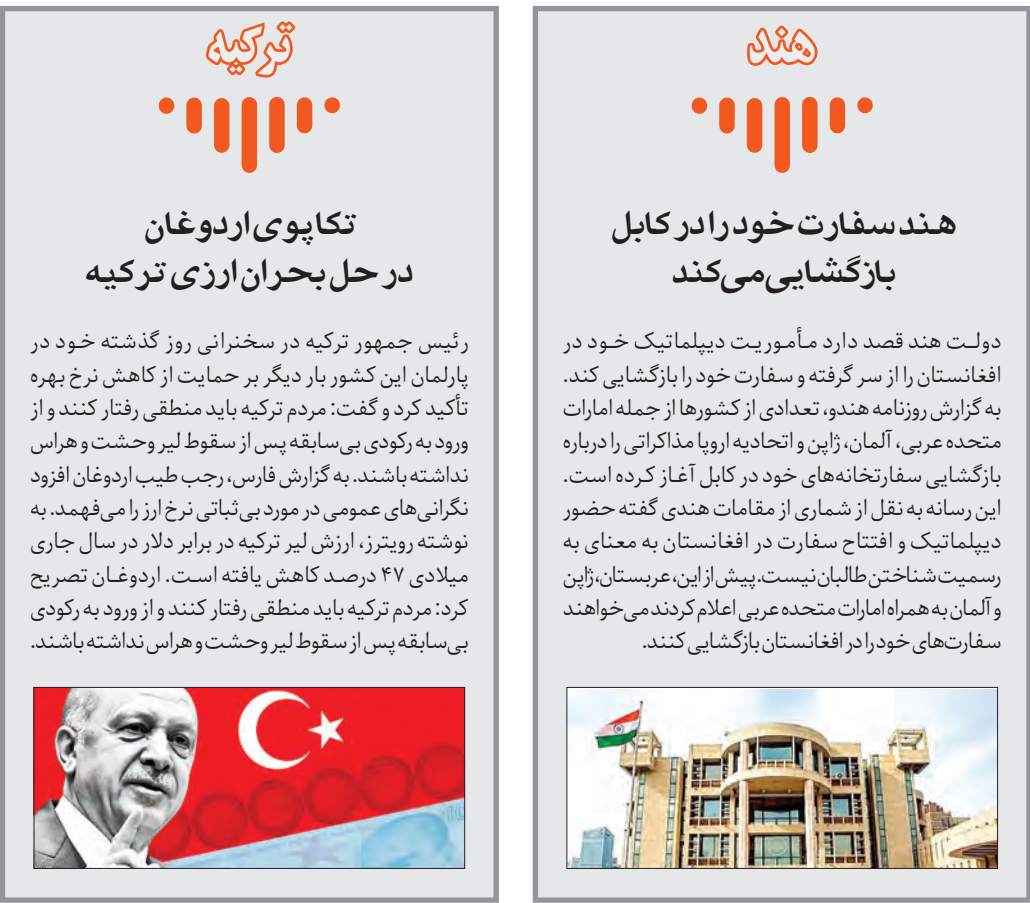 هند
هند سفارت خود را در کابل
بازگشایی می‌کند
دولت هند قصد دارد مأموریت دیپلماتیک خود در
افغانستان را از سر گرفته و سفارت خود را بازگشایی کند.
به گزارش روزنامه هندو، تعدادی از کشورها از جمله امارات
متحده عربی، آلمان، ژاپن و اتحادیه اروپا مذاکراتی را درباره
بازگشایی سفارتخانه‌های خود در کابل آغاز کرده است.
این رسانه به نقل از شماری از مقامات هندی گفته حضور
دیپلماتیک و افتتاح سفارت در افغانستان به معنای به
رسمیت شناختن طالبان نیست. پیش از این، عربستان، ژاپن
و آلمان به همراه امارات متحده عربی اعلام کردند می‌خواهند
سفارت‌های خود را در افغانستان بازگشایی کنند.
ترکیه
تکاپوی اردوغان
در حل بحران ارزی ترکیه
رئیس جمهور ترکیه در سخنرانی روز گذشته خود در
پارلمان این کشور بار دیگر بر حمایت از کاهش نرخ بهره
تأکید کرد و گفت: مردم ترکیه باید منطقی رفتار کنند و از
ورود به رکودی بی‌سابقه پس از سقوط لیر وحشت و هراس
نداشته باشند. به گزارش فارس، رجب طیب اردوغان افزود
نگرانی‌های عمومی در مورد بی‌ثباتی نرخ ارز را می‌فهمد. به
نوشته رویترز، ارزش لیر ترکیه در برابر دلار در سال جاری
میلادی ۴۷ درصد کاهش یافته است. اردوغان تصریح
کرد: مردم ترکیه باید منطقی رفتار کنند و از ورود به رکودی
بی‌سابقه پس از سقوط لیر وحشت و هراس نداشته باشند.